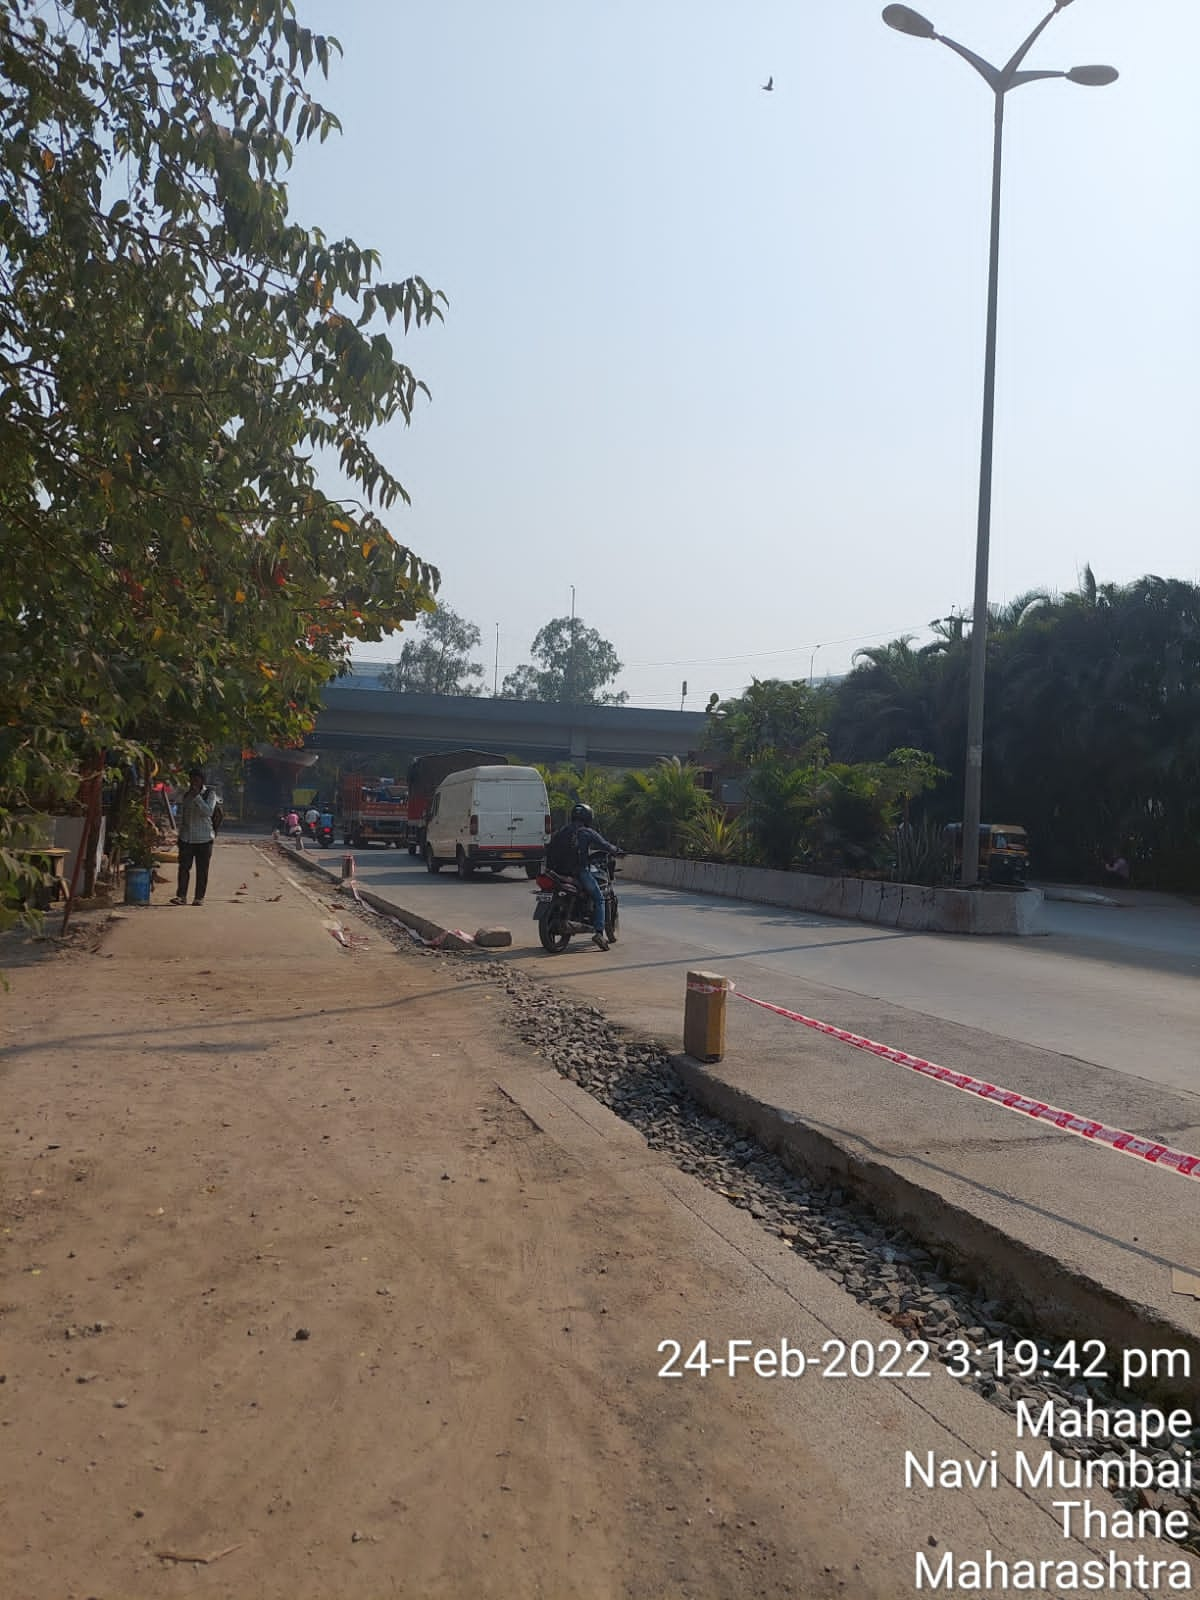 24-Feb-2022 3:19:42 pm
Mahape
Navi Mumbai
Thane
Maharashtra